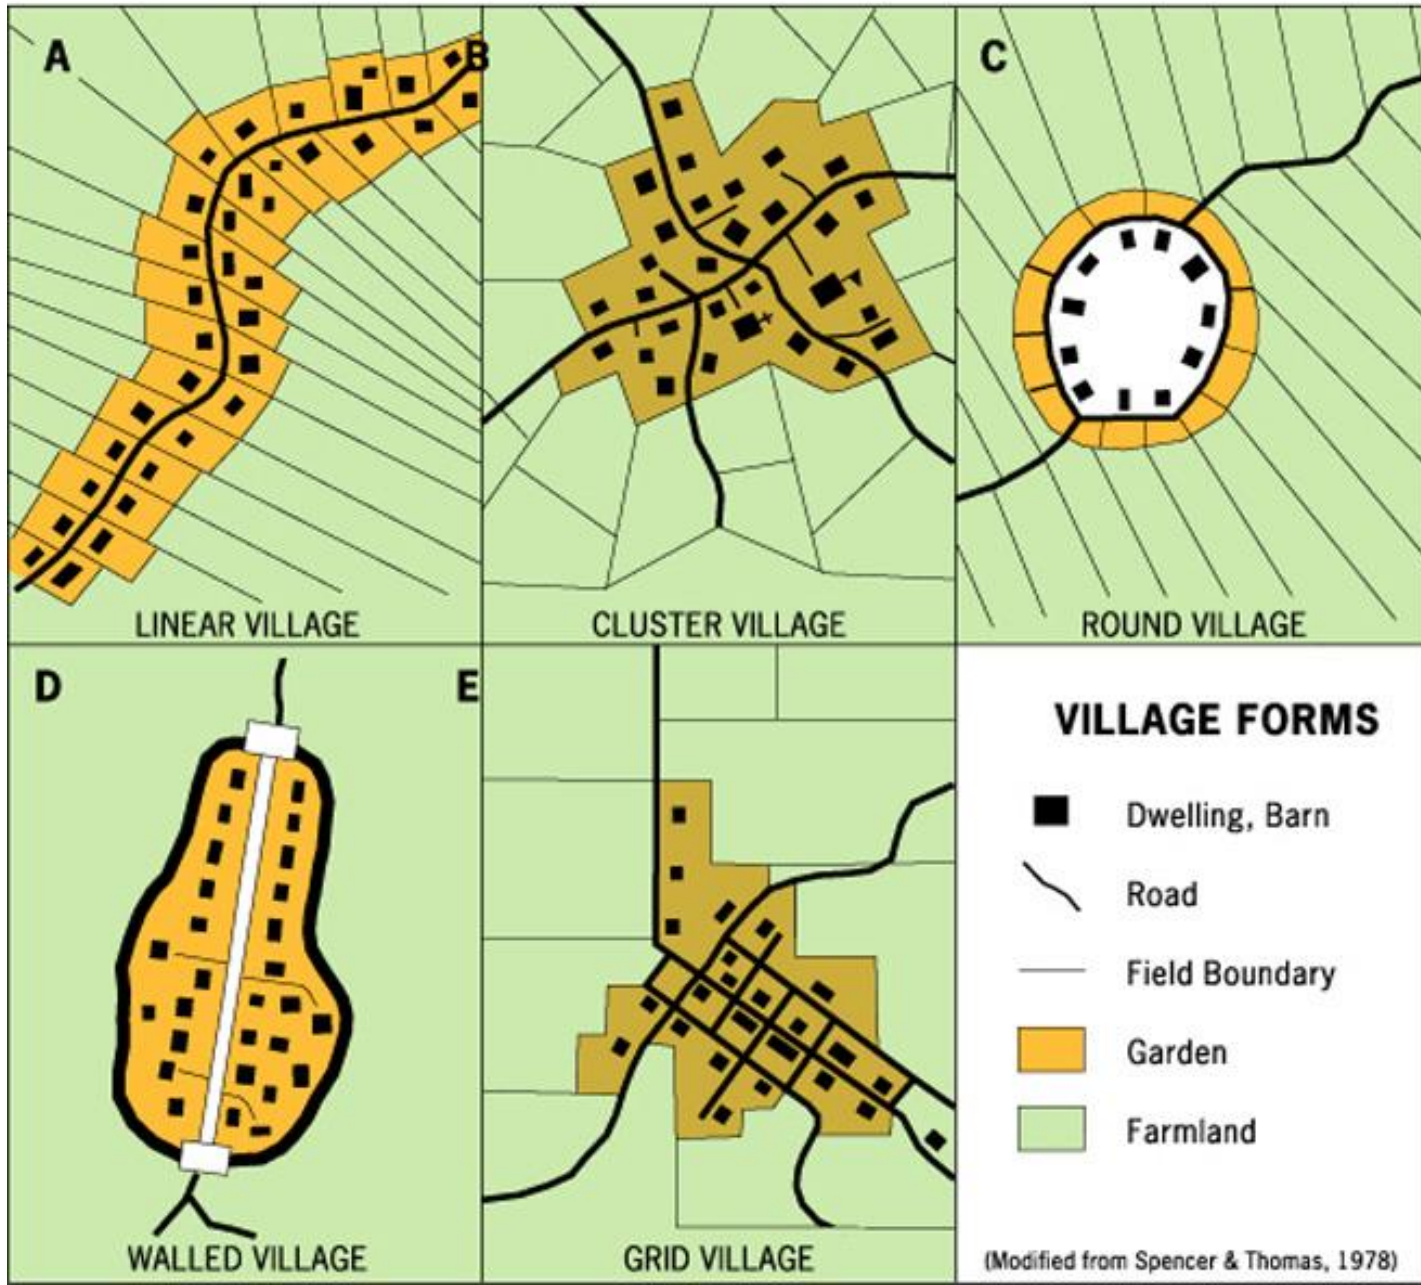 A
B
C
LINEAR VILLAGE
CLUSTER VILLAGE
ROUND VILLAGE
D
E
WALLED VILLAGE
GRID VILLAGE
VILLAGE FORMS
Dwelling, Barn
Road
Field Boundary
Garden
Farmland
(Modified from Spencer & Thomas, 1978)